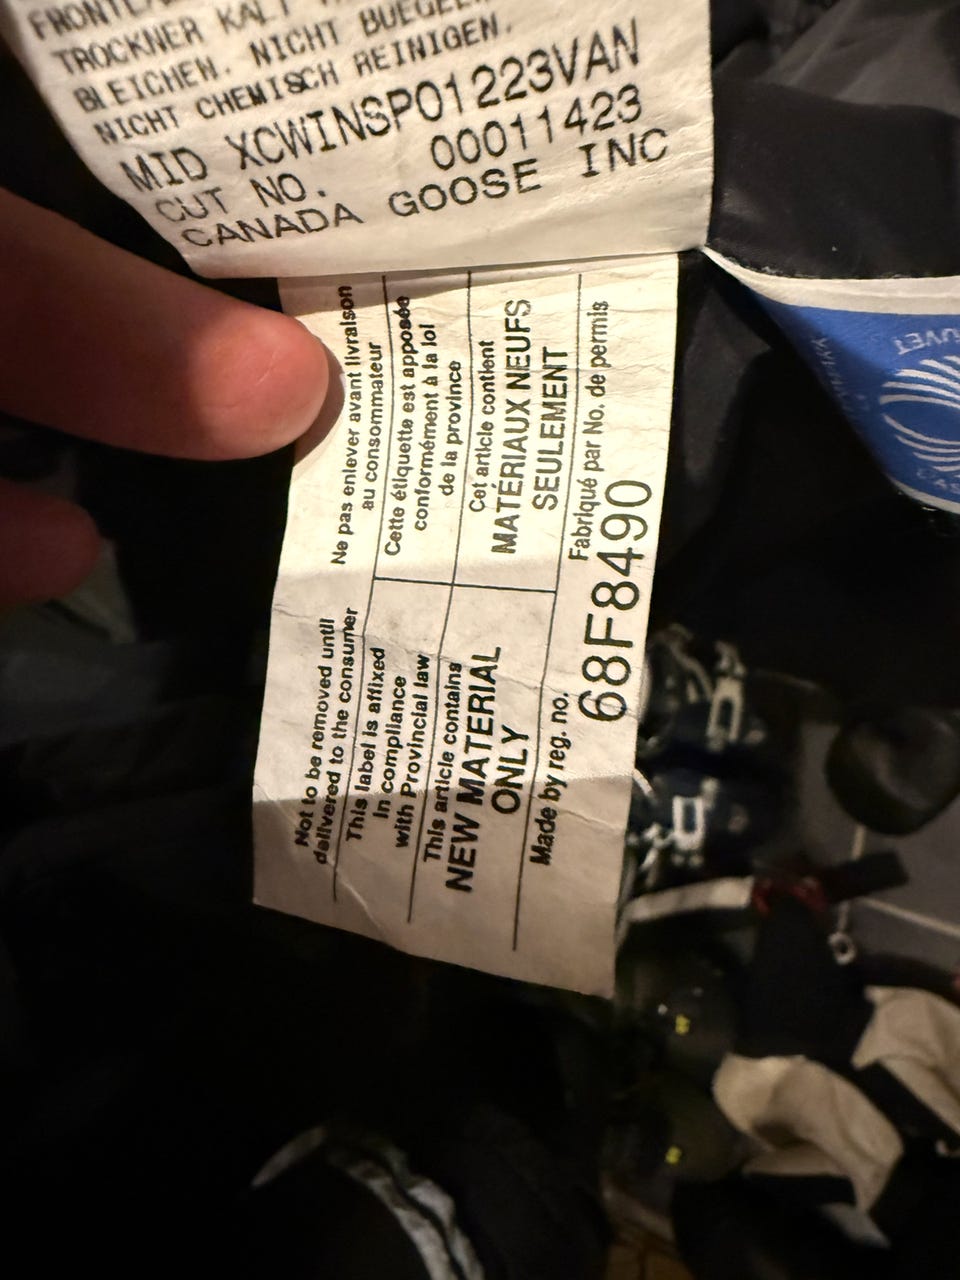 TROCKNER KALT
BLEICHEN. NICHT BUEGELN.
NICHT CHEMISCH REINIGEN.
MID XCWINSPO1223VAN
CUT NO. 00011423
CANADA GOOSE INC
Ne pas enlever avant livraison
au consommateur
Cette étiquette est apposée
conformément à la loi
de la province
Cet article contient
MATÉRIAUX NEUFS
SEULEMENT
Fabriqué par No. de permis
68F8490
Not to be removed until
delivered to the consumer
This label is affixed
in compliance
with Provincial law
This article contains
NEW MATERIAL
ONLY
Made by reg. no.